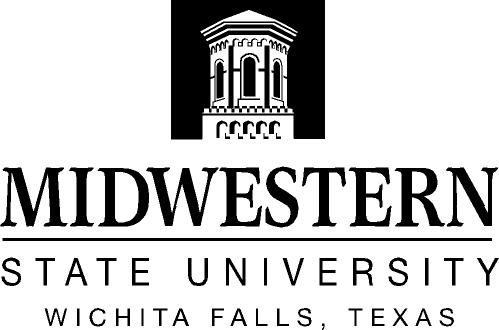 MIDWESTERN
STATE UNIVERSITY
WICHITA FALLS, TEXAS